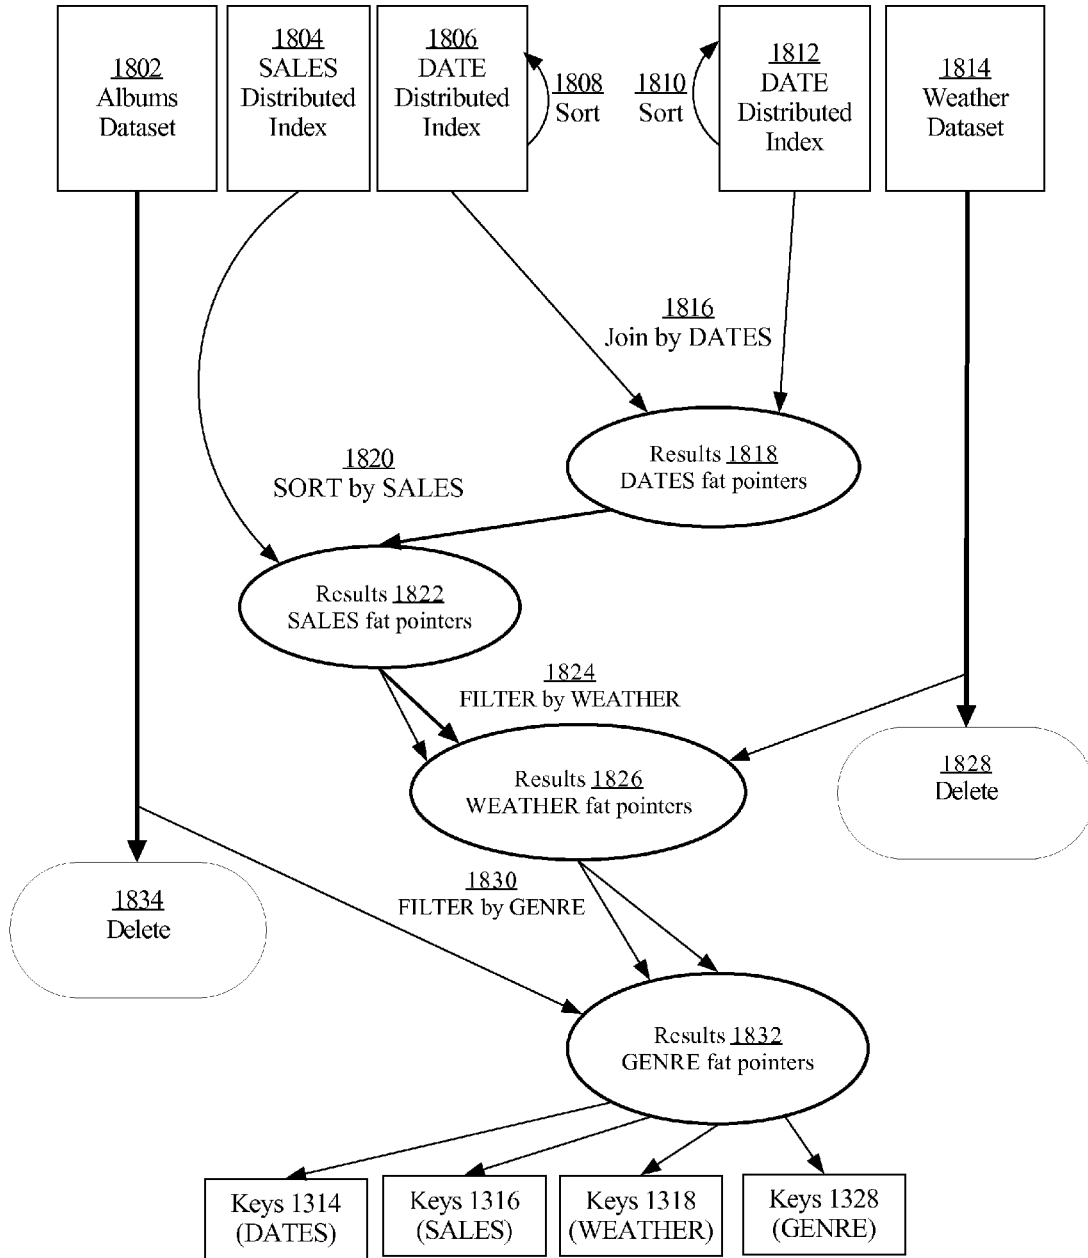 1802
Albums
Dataset
1804
SALES
Distributed
Index
1806
DATE
Distributed
Index
1808
Sort
1810
Sort
1812
DATE
Distributed
Index
1814
Weather
Dataset
1816
Join by DATES
Results 1818
DATES fat pointers
1820
SORT by SALES
Results 1822
SALES fat pointers
1824
FILTER by WEATHER
Results 1826
WEATHER fat pointers
1828
Delete
1830
FILTER by GENRE
1834
Delete
Results 1832
GENRE fat pointers
Keys 1314
(DATES)
Keys 1316
(SALES)
Keys 1318
(WEATHER)
Keys 1328
(GENRE)